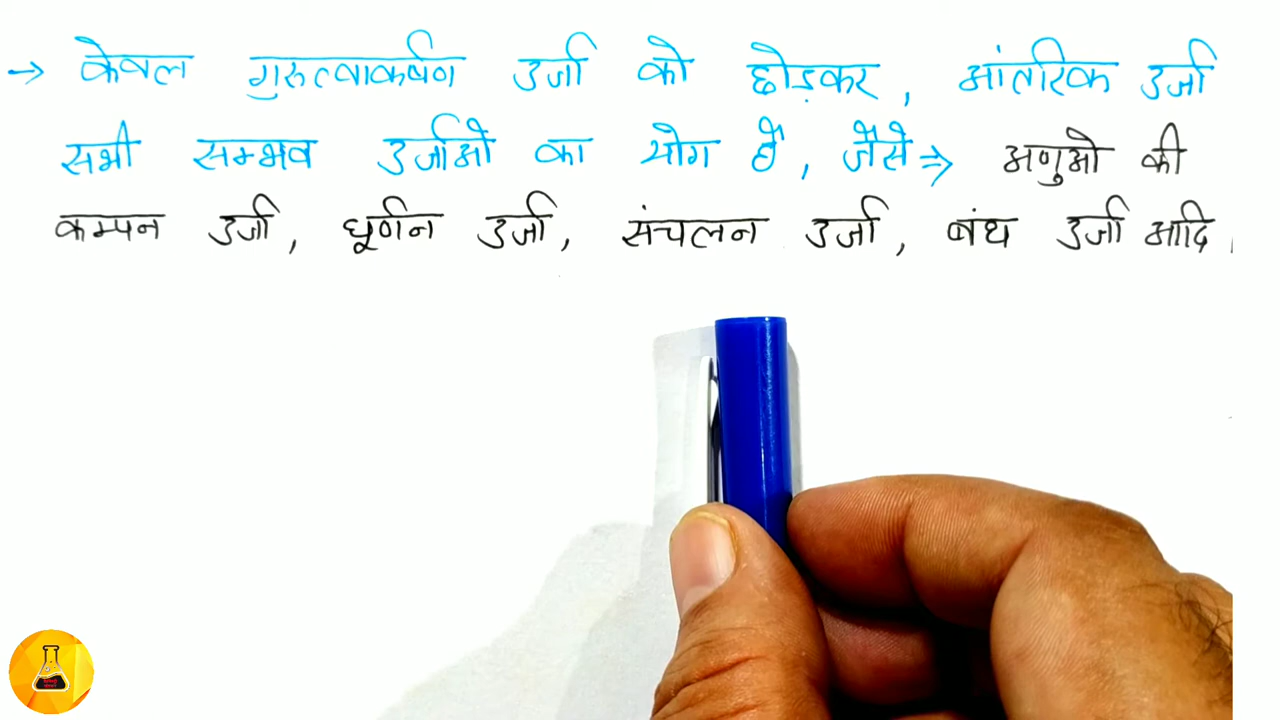 → केवल गुरुत्वाकर्षण उर्जा को छोड़कर, आंतरिक उर्जा
सभी सम्भव उर्जाओ का योग है, जैसे ⇒ अणुओ की
कम्पन उर्जा, घूर्णन उर्जा, संचलन उर्जा, बंध उर्जा आदि।